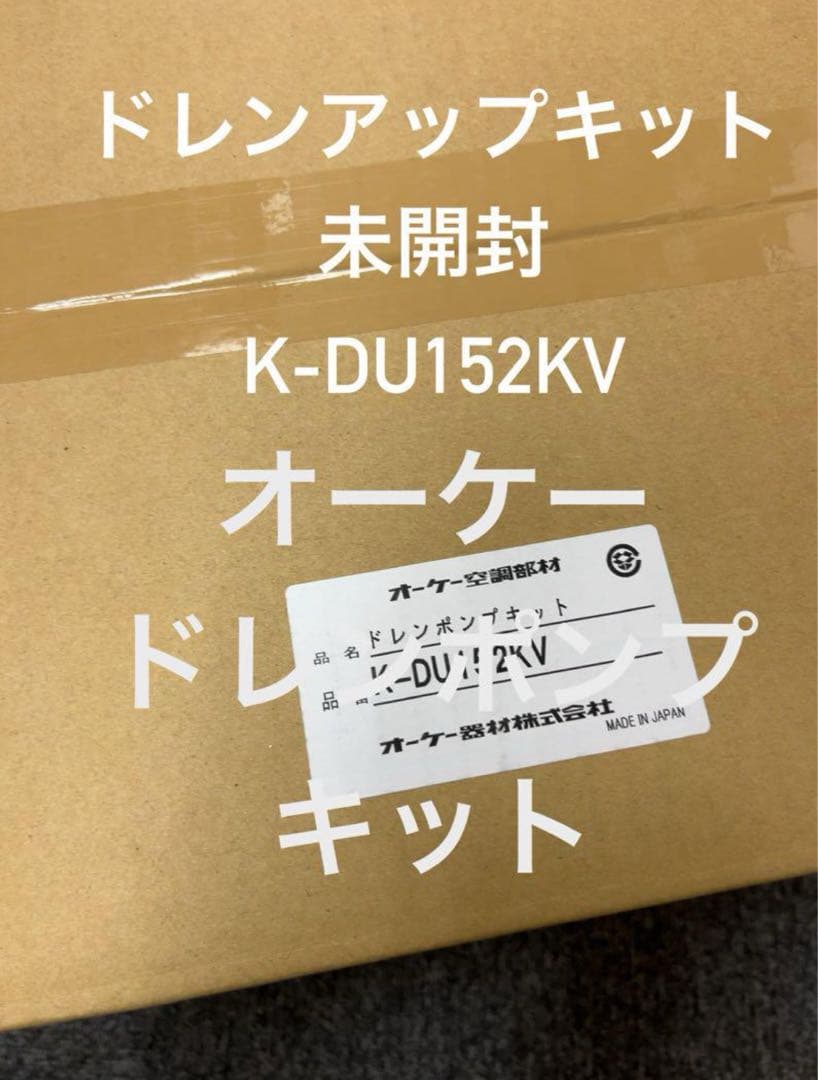 ドレンアップキット
未開封
K-DU152KV
オーケー
オーケー空調部材
品名 ドレンポンプキット
ドレンポンプ
品番 K-DU152KV
オーケー器材株式会社
MADE IN JAPAN
キット